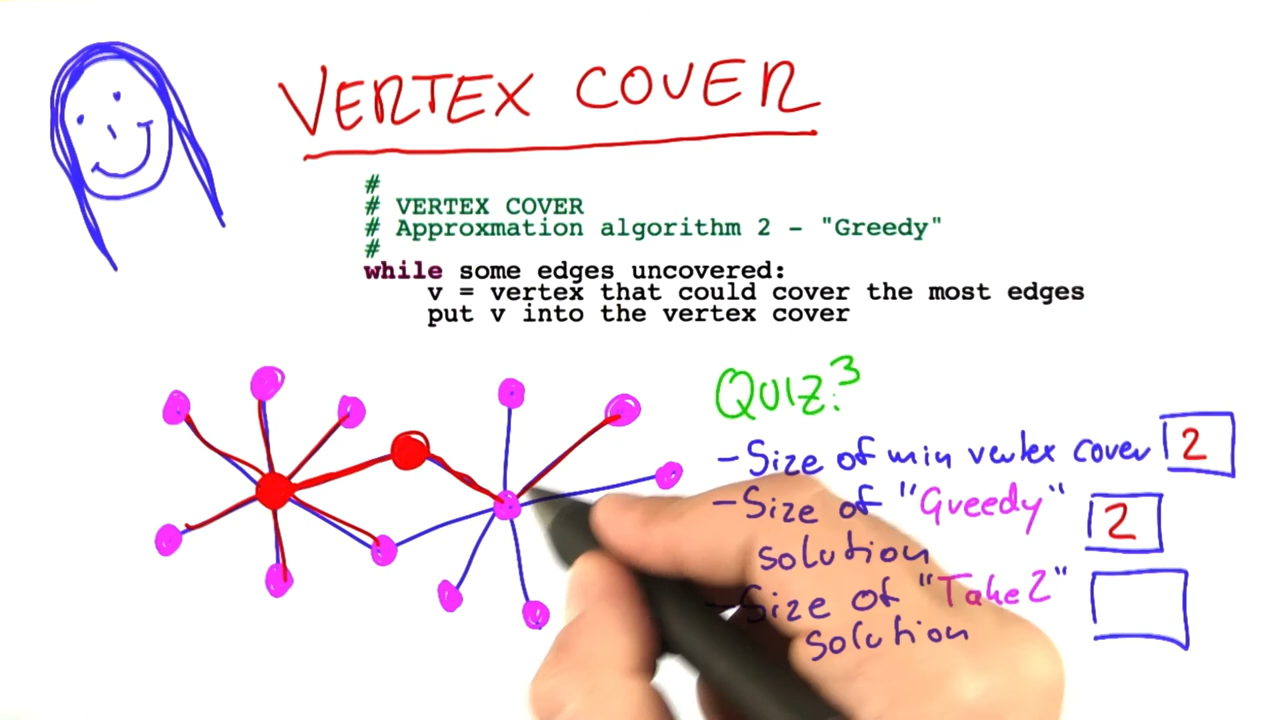 VERTEX COVER
#
# VERTEX COVER
# Approxmation algorithm 2 - "Greedy"
#
while some edges uncovered:
v = vertex that could cover the most edges
put v into the vertex cover
QUIZ?³
- Size of min vertex cover 2
- Size of "Greedy" 2
solution
- Size of "Take 2"
solution